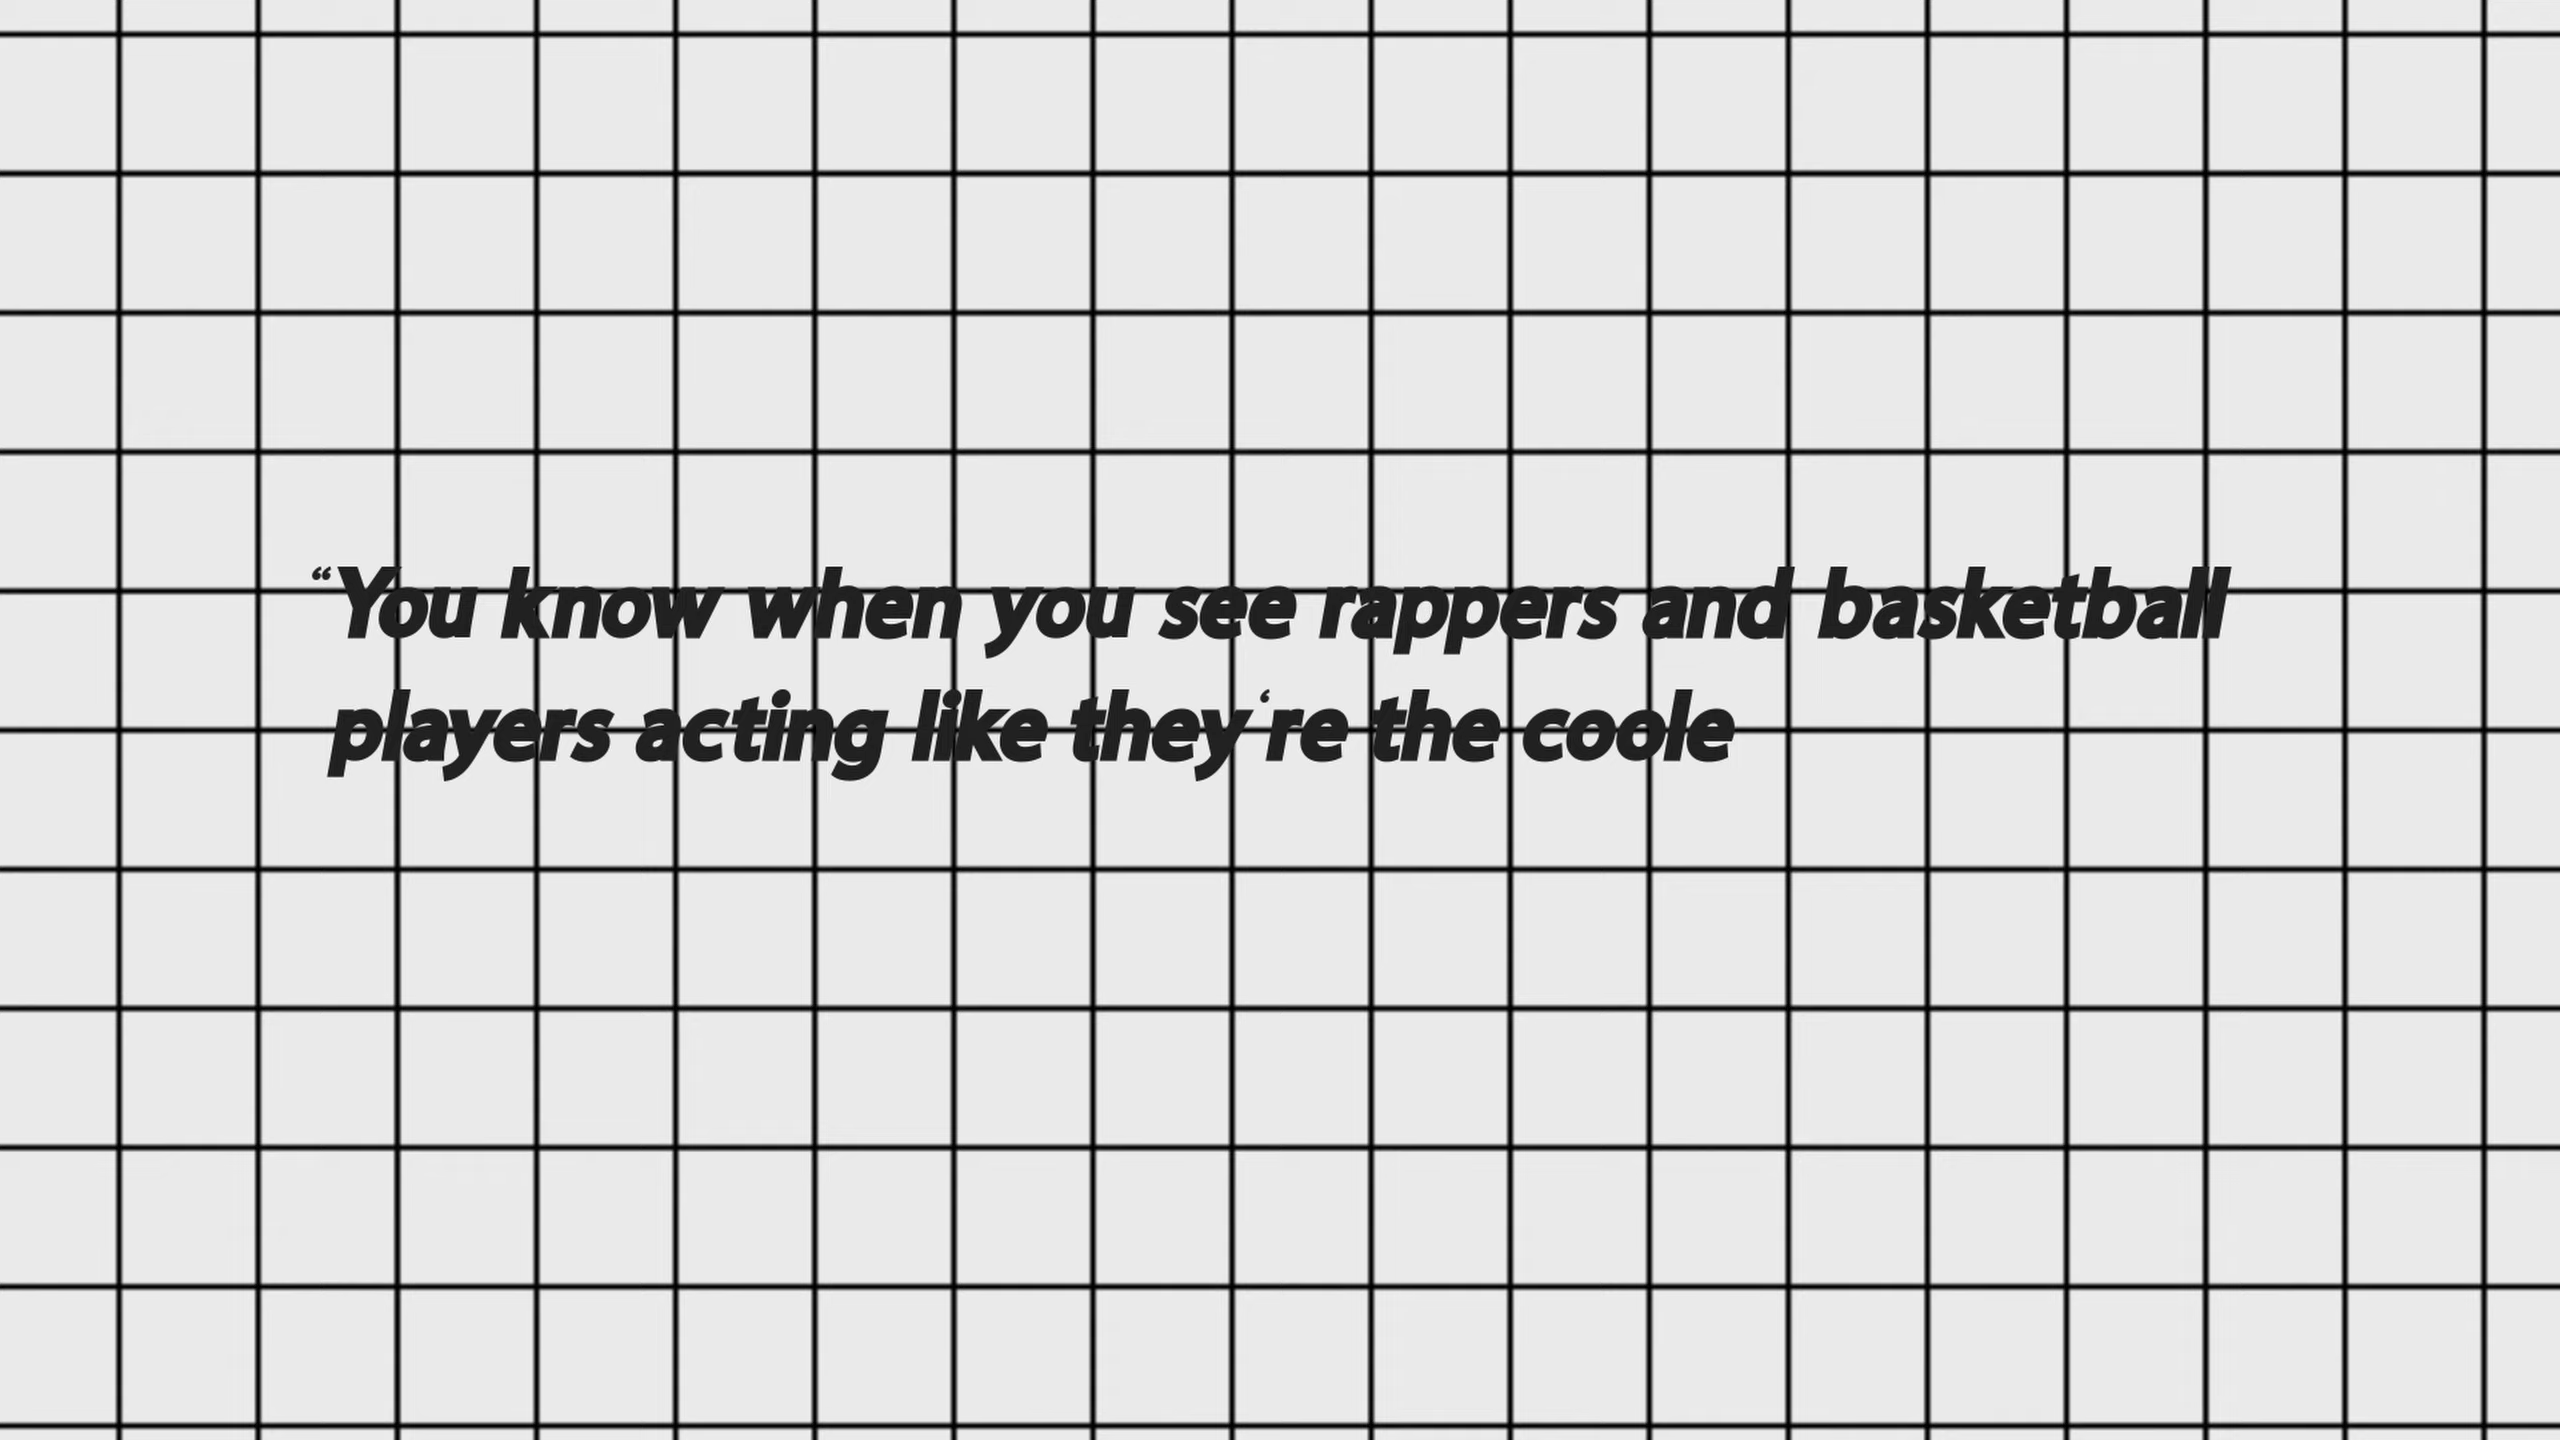 “You know when you see rappers and basketball
players acting like they‘re the coole